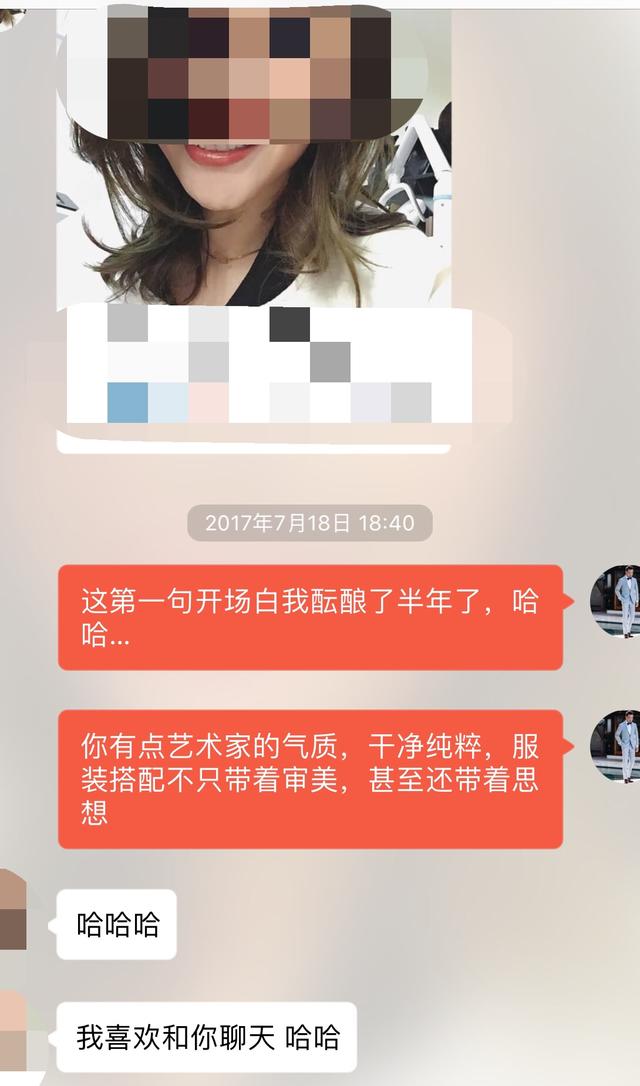 2017年7月18日 18:40
这第一句开场白我酝酿了半年了，哈
哈...
你有点艺术家的气质，干净纯粹，服
装搭配不只带着审美，甚至还带着思
想
哈哈哈
我喜欢和你聊天 哈哈